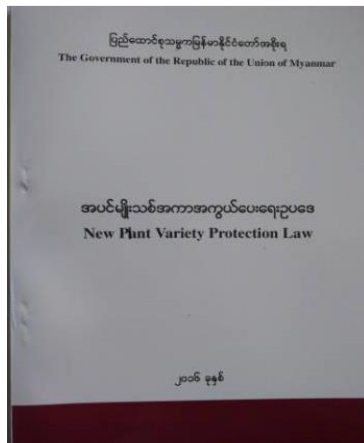 ပြည်ထောင်စုသမ္မတမြန်မာနိုင်ငံတော်အစိုးရ
The Government of the Republic of the Union of Myanmar
အပင်မျိုးသစ်အကာအကွယ်ပေးရေးဥပဒေ
New Plant Variety Protection Law
၂၀၁၆ ခုနှစ်